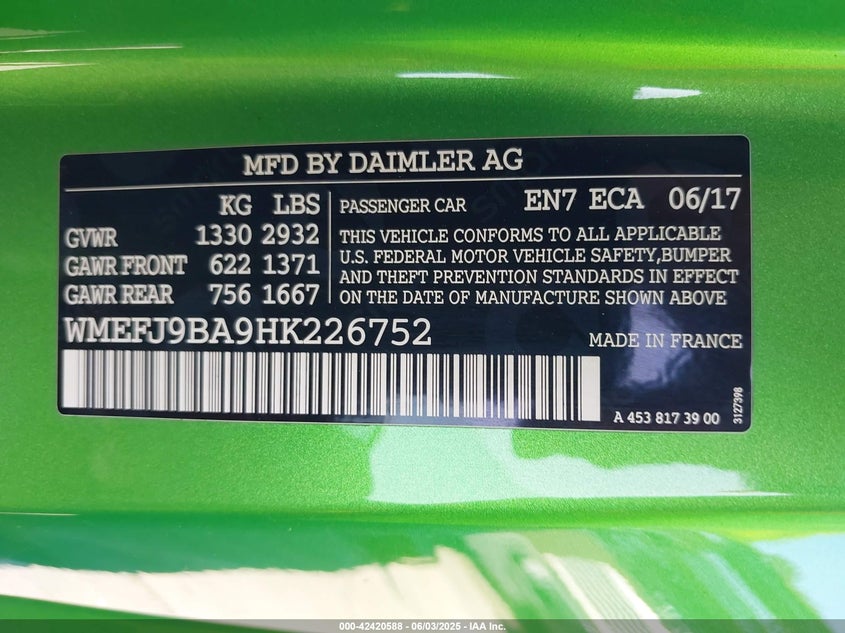 MFD BY DAIMLER AG
KG LBS
GVWR 1330 2932
GAWR FRONT 622 1371
GAWR REAR 756 1667
PASSENGER CAR EN7 ECA 06/17
THIS VEHICLE CONFORMS TO ALL APPLICABLE
U.S. FEDERAL MOTOR VEHICLE SAFETY,BUMPER
AND THEFT PREVENTION STANDARDS IN EFFECT
ON THE DATE OF MANUFACTURE SHOWN ABOVE
WMEFJ9BA9HK226752
MADE IN FRANCE
A 453 817 39 00
3127398
000-42420588 - 06/03/2025 - IAA Inc.